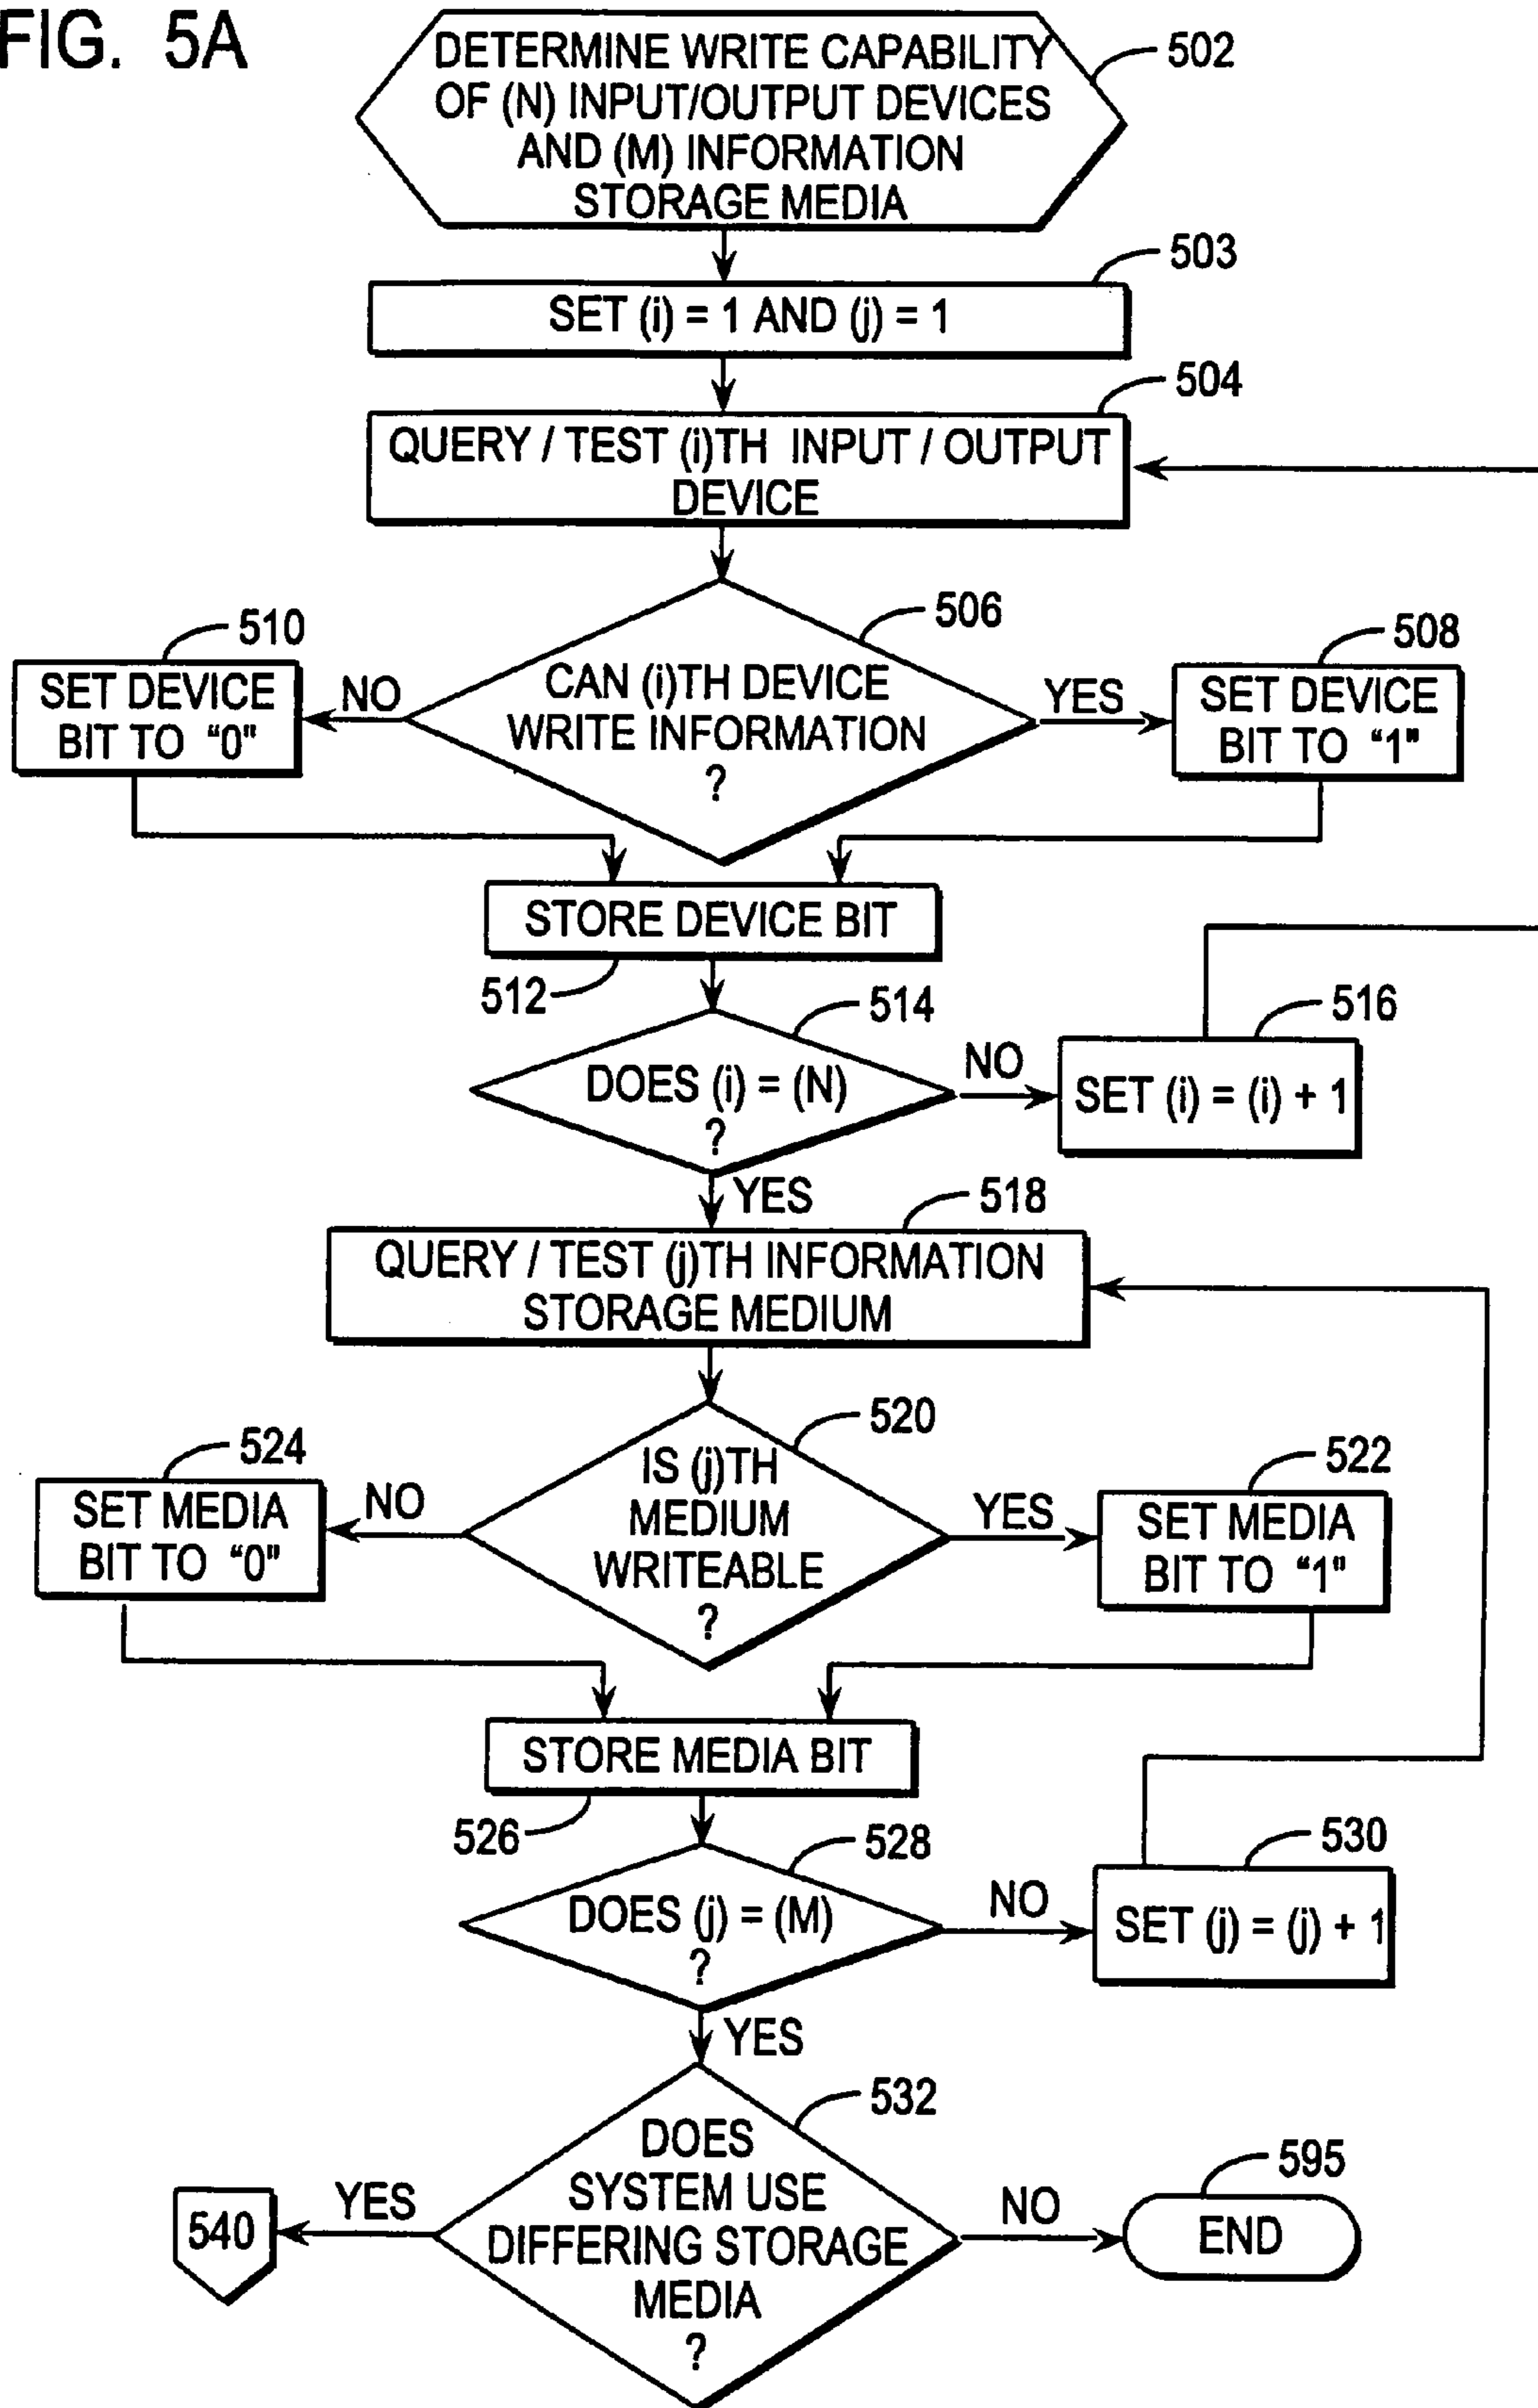 FIG. 5A
DETERMINE WRITE CAPABILITY
OF (N) INPUT/OUTPUT DEVICES
AND (M) INFORMATION
STORAGE MEDIA
502
503
SET (i) = 1 AND (j) = 1
504
QUERY / TEST (i)TH INPUT / OUTPUT
DEVICE
506
CAN (i)TH DEVICE
WRITE INFORMATION
?
NO
510
SET DEVICE
BIT TO "0"
YES
508
SET DEVICE
BIT TO "1"
STORE DEVICE BIT
512
514
DOES (i) = (N)
?
NO
516
SET (i) = (i) + 1
YES
518
QUERY / TEST (j)TH INFORMATION
STORAGE MEDIUM
520
IS (j)TH
MEDIUM
WRITEABLE
?
NO
524
SET MEDIA
BIT TO "0"
YES
522
SET MEDIA
BIT TO "1"
STORE MEDIA BIT
526
528
DOES (j) = (M)
?
NO
530
SET (j) = (j) + 1
YES
532
DOES
SYSTEM USE
DIFFERING STORAGE
MEDIA
?
YES
540
NO
595
END